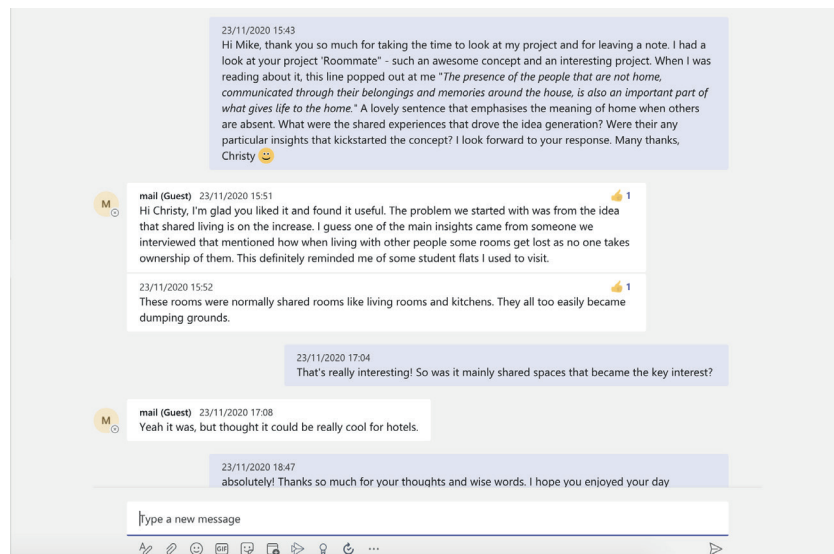 23/11/2020 15:43
Hi Mike, thank you so much for taking the time to look at my project and for leaving a note. I had a
look at your project 'Roommate" - such an awesome concept and an interesting project. When I was
reading about it, this line popped out at me "The presence of the people that are not home,
communicated through their belongings and memories around the house, is also an important part of
what gives life to the home." A lovely sentence that emphasises the meaning of home when others
are absent. What were the shared experiences that drove the idea generation? Were their any
particular insights that kickstarted the concept? I look forward to your response. Many thanks,
Christy
M
mail (Guest) 23/11/2020 15:51
1
Hi Christy, I'm glad you liked it and found it useful. The problem we started with was from the idea
that shared living is on the increase. I guess one of the main insights came from someone we
interviewed that mentioned how when living with other people some rooms get lost as no one takes
ownership of them. This definitely reminded me of some student flats I used to visit.
23/11/2020 15:52
1
These rooms were normally shared rooms like living rooms and kitchens. They all too easily became
dumping grounds.
23/11/2020 17:04
That's really interesting! So was it mainly shared spaces that became the key interest?
M
mail (Guest) 23/11/2020 17:08
Yeah it was, but thought it could be really cool for hotels.
23/11/2020 18:47
absolutely! Thanks so much for your thoughts and wise words. I hope you enjoyed your day
Type a new message
GIF